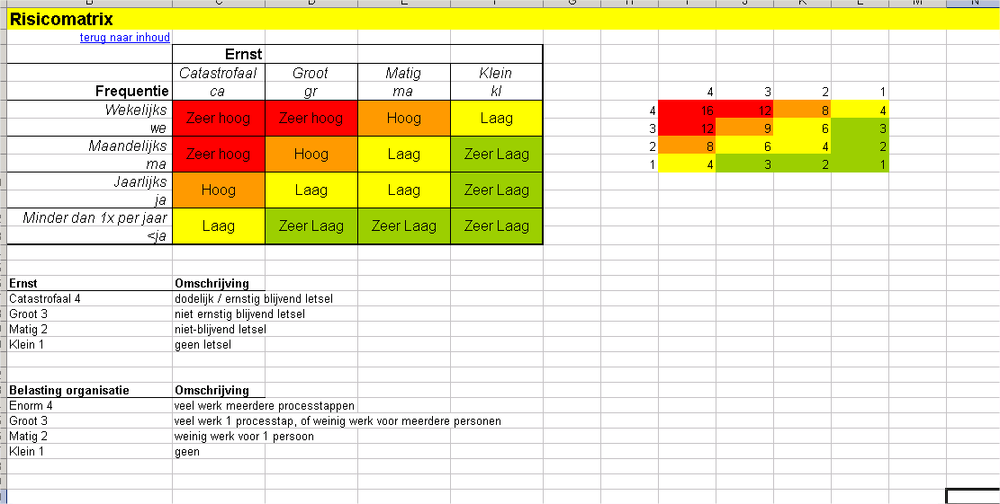 Risicomatrix
terug naar inhoud
Ernst
Catastrofaal Groot Matig Klein
Frequentie ca gr ma kl
4 3 2 1
Wekelijks
we
Zeer hoog Zeer hoog Hoog Laag
4 16 12 8 4
3 12 9 6 3
Maandelijks
ma
Zeer hoog Hoog Laag Zeer Laag
2 8 6 4 2
1 4 3 2 1
Jaarlijks
ja
Hoog Laag Laag Zeer Laag
Minder dan 1x per jaar
<ja
Laag Zeer Laag Zeer Laag Zeer Laag
Ernst Omschrijving
Catastrofaal 4 dodelijk / ernstig blijvend letsel
Groot 3 niet ernstig blijvend letsel
Matig 2 niet-blijvend letsel
Klein 1 geen letsel
Belasting organisatie Omschrijving
Enorm 4 veel werk meerdere processtappen
Groot 3 veel werk 1 processtap, of weinig werk voor meerdere personen
Matig 2 weinig werk voor 1 persoon
Klein 1 geen